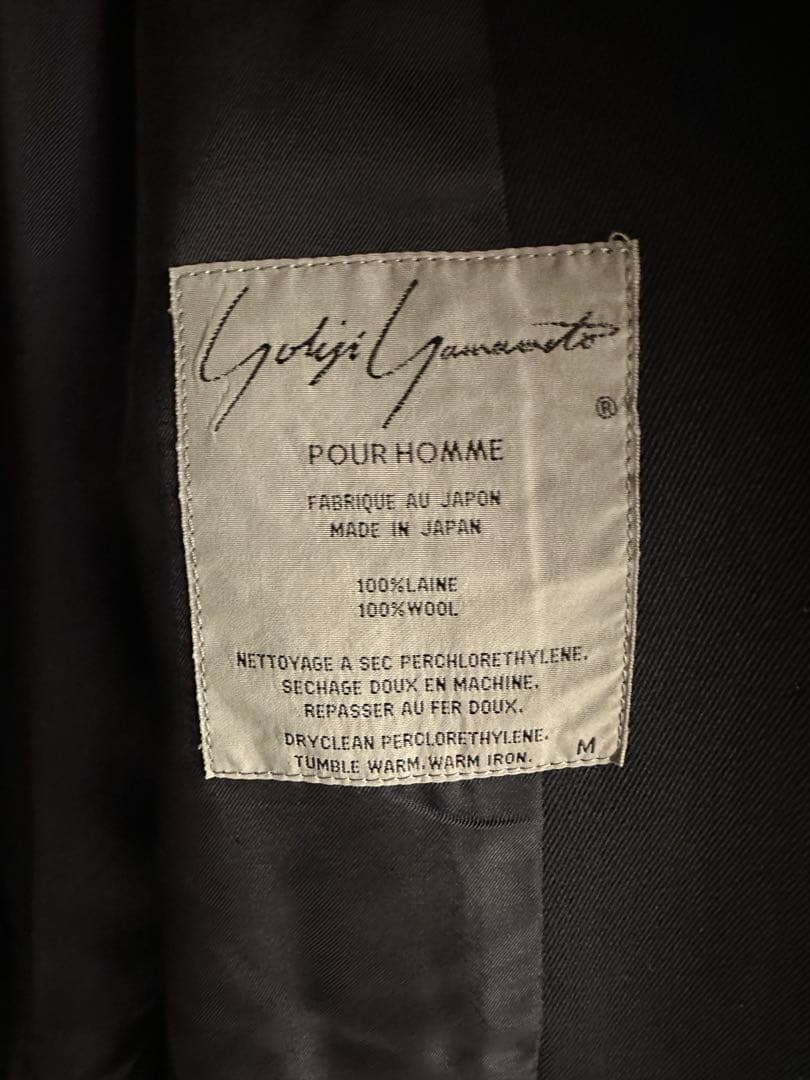 Yohji Yamamoto
®
POUR HOMME
FABRIQUE AU JAPON
MADE IN JAPAN
100%LAINE
100%WOOL
NETTOYAGE A SEC PERCHLORETHYLENE.
SECHAGE DOUX EN MACHINE.
REPASSER AU FER DOUX.
DRYCLEAN PERCLORETHYLENE.
TUMBLE WARM.WARM IRON.
M